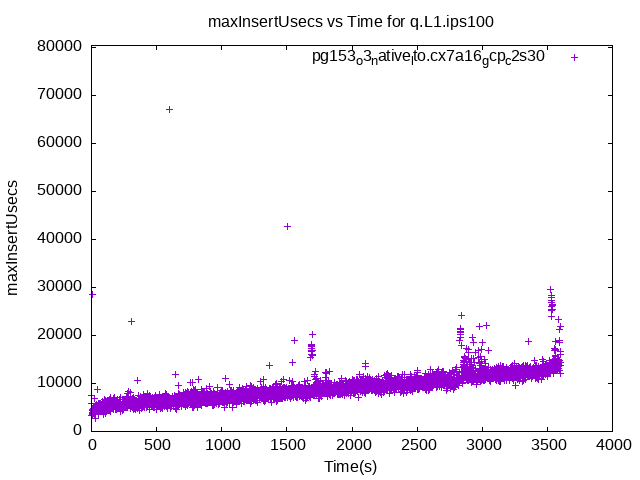 maxInsertUsecs vs Time for q.L1.ips100
pg153_o3_native_lto.cx7a16_gcp_c2s30
80000
70000
60000
50000
40000
30000
20000
10000
0
maxInsertUsecs
0 500 1000 1500 2000 2500 3000 3500 4000
Time(s)